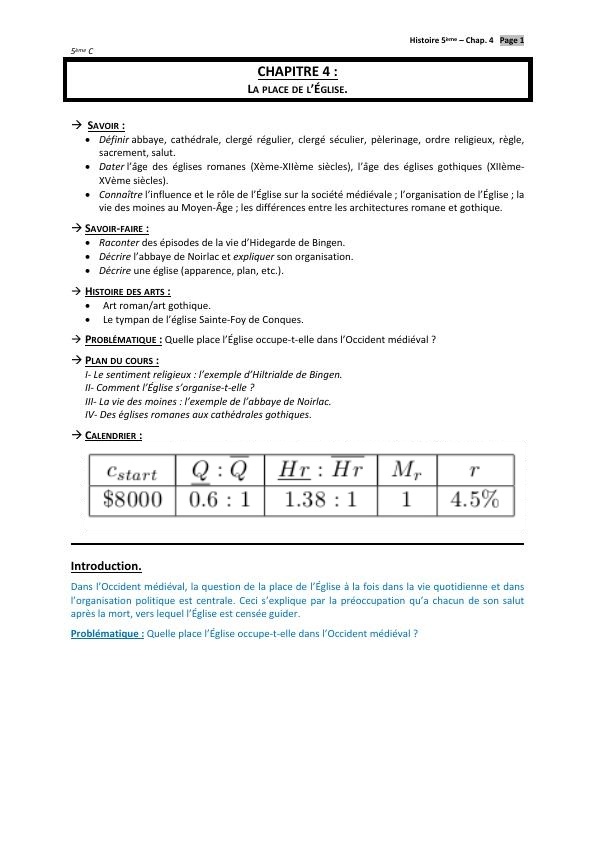 Histoire 5ème – Chap. 4 Page 1
5ème C
CHAPITRE 4 :
LA PLACE DE L'ÉGLISE.
→ SAVOIR :
• Définir abbaye, cathédrale, clergé régulier, clergé séculier, pèlerinage, ordre religieux, règle,
sacrement, salut.
• Dater l'âge des églises romanes (Xème-XIIème siècles), l'âge des églises gothiques (XIIème-
XVème siècles).
• Connaître l'influence et le rôle de l'Église sur la société médiévale ; l'organisation de l'Église ; la
vie des moines au Moyen-Âge ; les différences entre les architectures romane et gothique.
→ SAVOIR-FAIRE :
• Raconter des épisodes de la vie d'Hidegarde de Bingen.
• Décrire l'abbaye de Noirlac et expliquer son organisation.
• Décrire une église (apparence, plan, etc.).
→ HISTOIRE DES ARTS :
• Art roman/art gothique.
• Le tympan de l'église Sainte-Foy de Conques.
→ PROBLÉMATIQUE : Quelle place l'Église occupe-t-elle dans l'Occident médiéval ?
→ PLAN DU COURS :
I- Le sentiment religieux : l'exemple d'Hiltrialde de Bingen.
II- Comment l'Église s'organise-t-elle ?
III- La vie des moines : l'exemple de l'abbaye de Noirlac.
IV- Des églises romanes aux cathédrales gothiques.
→ CALENDRIER :
c_start Q : Q̅ Hr : H̅r̅ M_r r
$8000 0.6 : 1 1.38 : 1 1 4.5%
Introduction.
Dans l'Occident médiéval, la question de la place de l'Église à la fois dans la vie quotidienne et dans
l'organisation politique est centrale. Ceci s'explique par la préoccupation qu'a chacun de son salut
après la mort, vers lequel l'Église est censée guider.
Problématique : Quelle place l'Église occupe-t-elle dans l'Occident médiéval ?